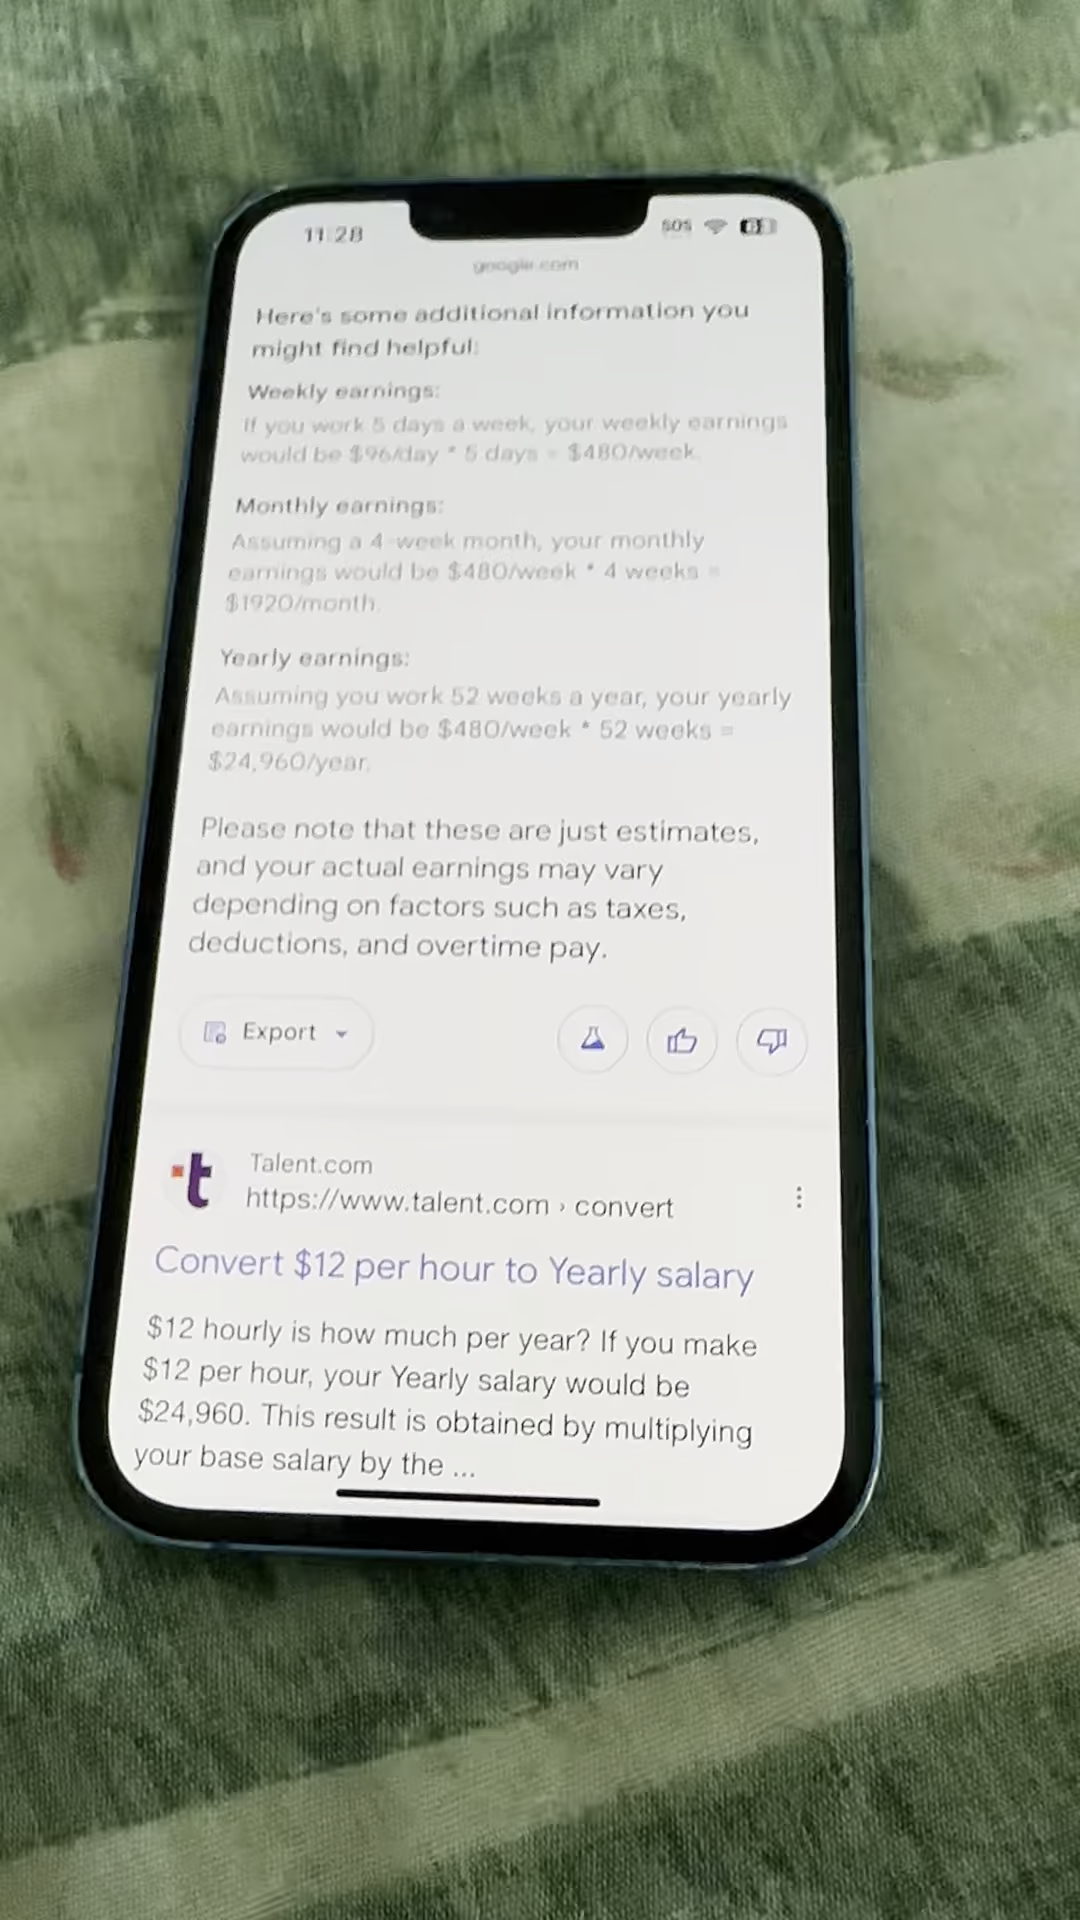 11:28
SOS
google.com
Here's some additional information you
might find helpful:
Weekly earnings:
If you work 5 days a week, your weekly earnings
would be $96/day * 5 days = $480/week.
Monthly earnings:
Assuming a 4-week month, your monthly
earnings would be $480/week * 4 weeks =
$1920/month.
Yearly earnings:
Assuming you work 52 weeks a year, your yearly
earnings would be $480/week * 52 weeks =
$24,960/year.
Please note that these are just estimates,
and your actual earnings may vary
depending on factors such as taxes,
deductions, and overtime pay.
Export
t
Talent.com
https://www.talent.com › convert
Convert $12 per hour to Yearly salary
$12 hourly is how much per year? If you make
$12 per hour, your Yearly salary would be
$24,960. This result is obtained by multiplying
your base salary by the ...